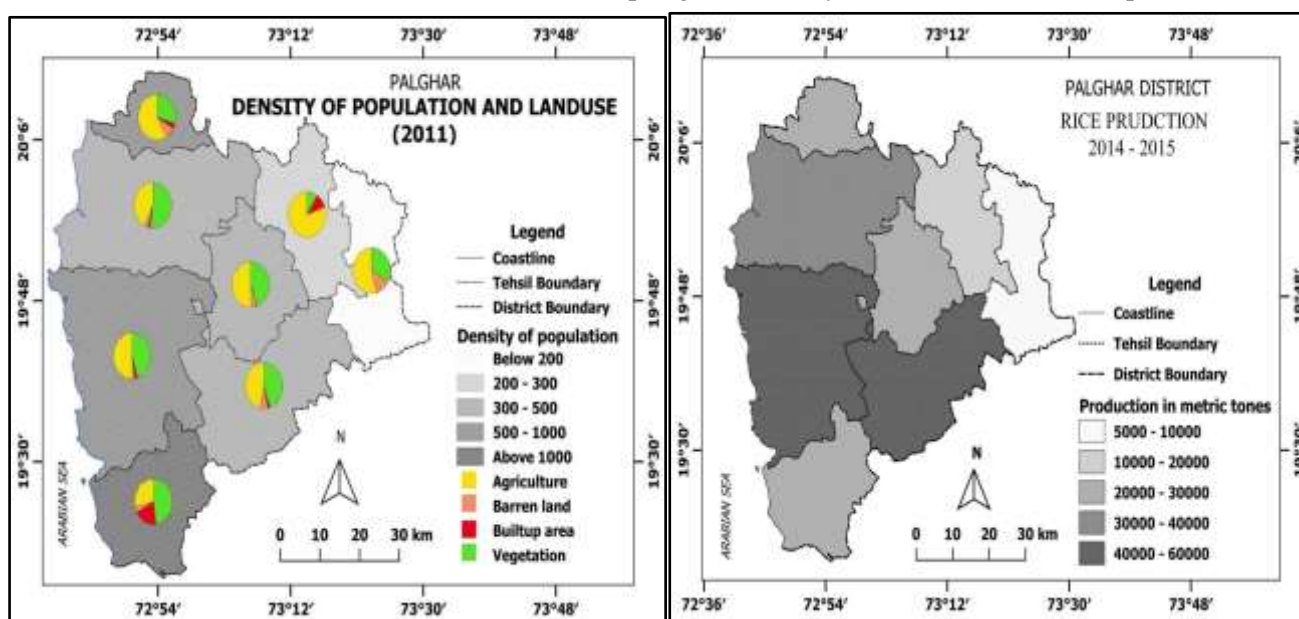 72°54' 73°12' 73°30' 73°48'
PALGHAR
DENSITY OF POPULATION AND LANDUSE
(2011)
20°6'
20°6'
19°48'
19°48'
19°30'
19°30'
Legend
Coastline
Tehsil Boundary
District Boundary
Density of population
Below 200
200 - 300
300 - 500
500 - 1000
Above 1000
Agriculture
Barren land
Builtup area
Vegetation
N
0 10 20 30 km
ARABIAN SEA
72°54' 73°12' 73°30' 73°48'
72°36' 72°54' 73°12' 73°30' 73°48'
PALGHAR DISTRICT
RICE PRUDCTION
2014 - 2015
20°6'
20°6'
19°48'
19°48'
19°30'
19°30'
Legend
Coastline
Tehsil Boundary
District Boundary
Production in metric tones
5000 - 10000
10000 - 20000
20000 - 30000
30000 - 40000
40000 - 60000
N
0 10 20 30 km
ARABIAN SEA
72°36' 72°54' 73°12' 73°30' 73°48'